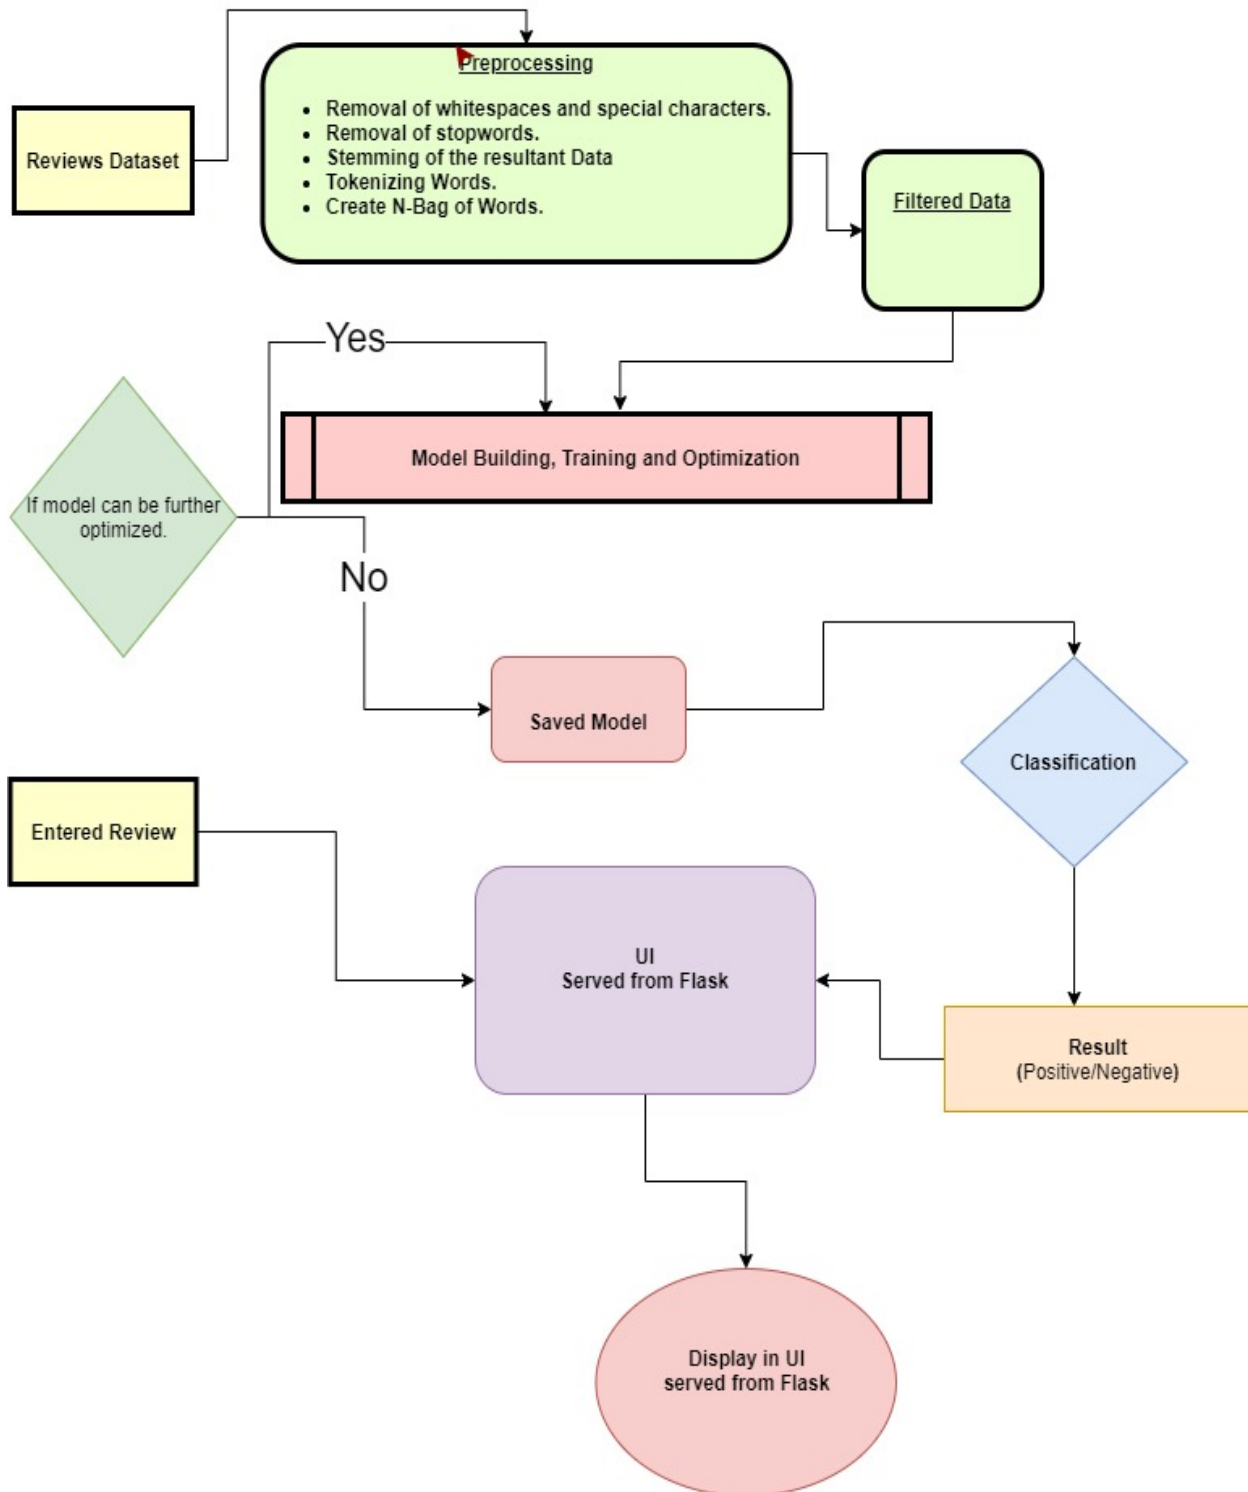 Preprocessing
• Removal of whitespaces and special characters.
• Removal of stopwords.
• Stemming of the resultant Data
• Tokenizing Words.
• Create N-Bag of Words.
Reviews Dataset
Filtered Data
Yes
Model Building, Training and Optimization
If model can be further
optimized.
No
Saved Model
Classification
Entered Review
UI
Served from Flask
Result
(Positive/Negative)
Display in UI
served from Flask